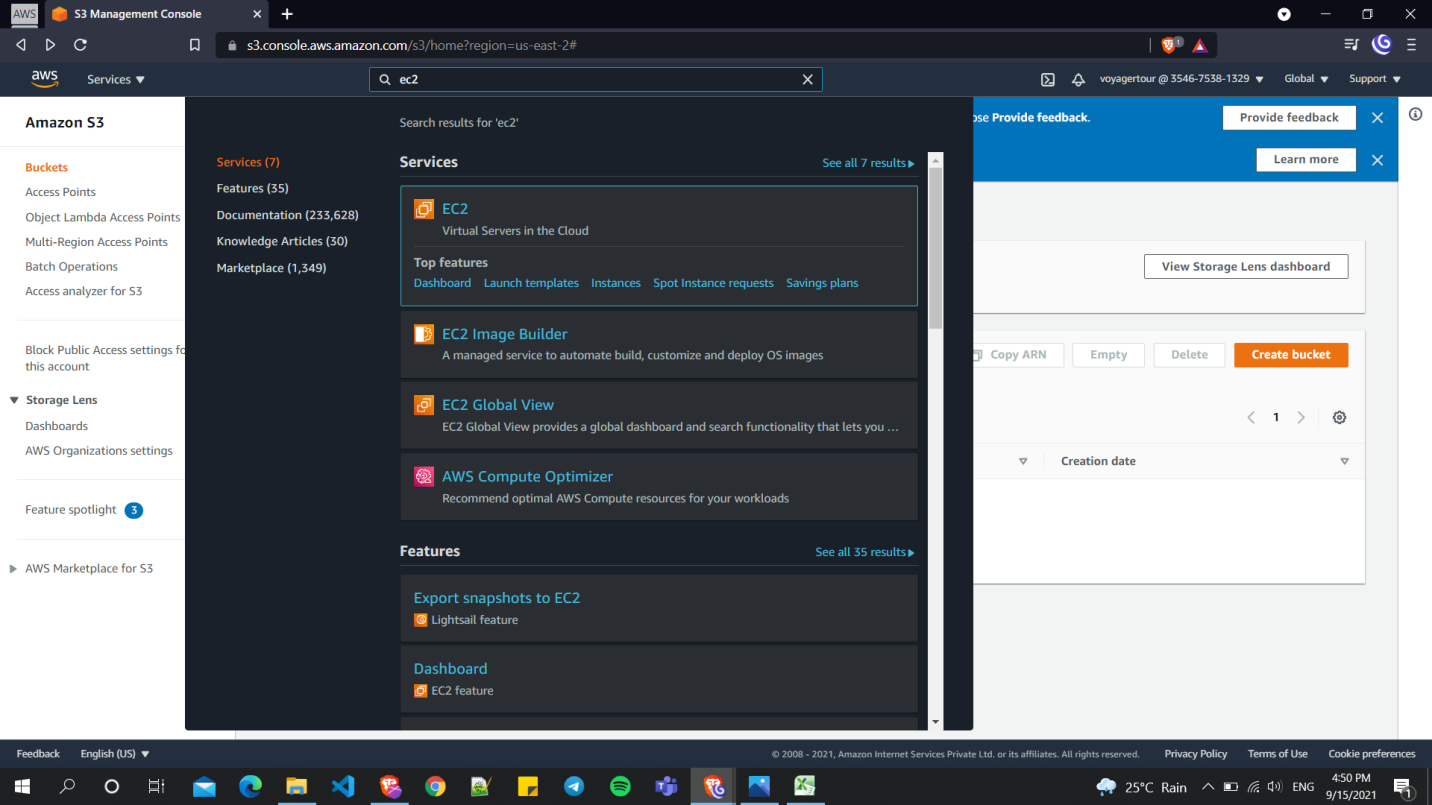 AWS
S3 Management Console
s3.console.aws.amazon.com/s3/home?region=us-east-2#
1
aws
Services
ec2
voyagertour @ 3546-7538-1329
Global
Support
Amazon S3
Buckets
Access Points
Object Lambda Access Points
Multi-Region Access Points
Batch Operations
Access analyzer for S3
Block Public Access settings fo
this account
Storage Lens
Dashboards
AWS Organizations settings
Feature spotlight 3
AWS Marketplace for S3
Search results for 'ec2'
Services (7)
Features (35)
Documentation (233,628)
Knowledge Articles (30)
Marketplace (1,349)
Services
See all 7 results
EC2
Virtual Servers in the Cloud
Top features
Dashboard Launch templates Instances Spot Instance requests Savings plans
EC2 Image Builder
A managed service to automate build, customize and deploy OS images
EC2 Global View
EC2 Global View provides a global dashboard and search functionality that lets you ...
AWS Compute Optimizer
Recommend optimal AWS Compute resources for your workloads
Features
See all 35 results
Export snapshots to EC2
Lightsail feature
Dashboard
EC2 feature
ose Provide feedback.
Provide feedback
Learn more
View Storage Lens dashboard
Copy ARN
Empty
Delete
Create bucket
1
Creation date
Feedback
English (US)
© 2008 - 2021, Amazon Internet Services Private Ltd. or its affiliates. All rights reserved.
Privacy Policy
Terms of Use
Cookie preferences
25°C Rain
ENG
4:50 PM
9/15/2021
1